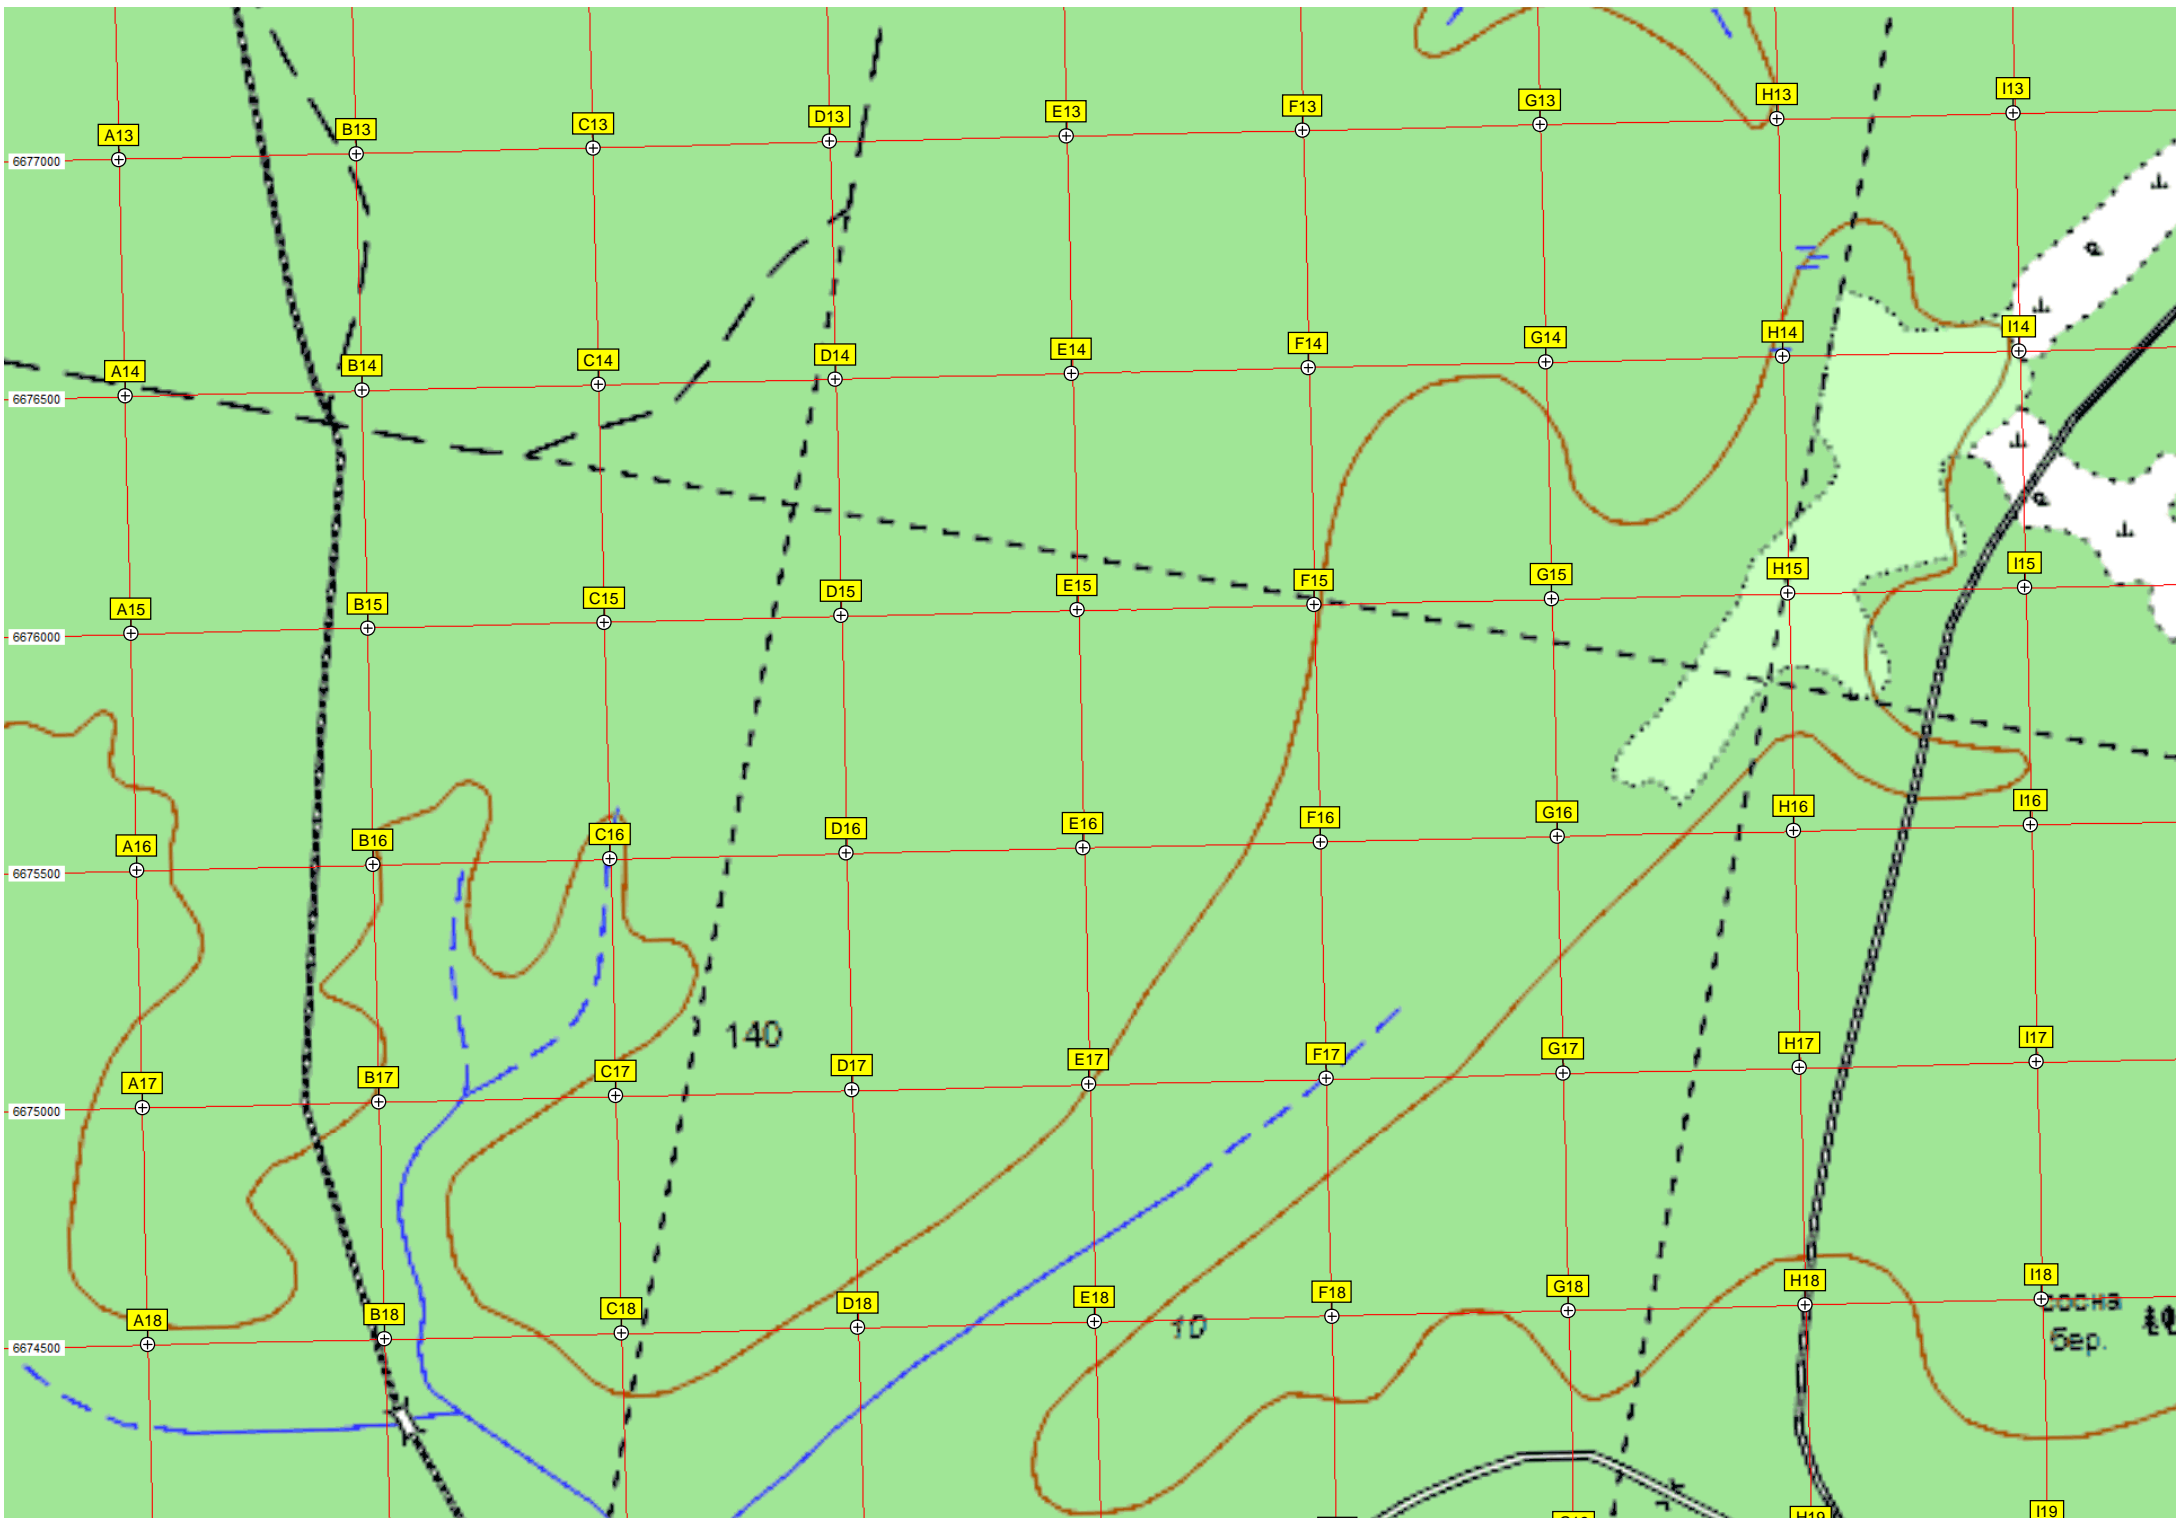 A13 B13 C13 D13 E13 F13 G13 H13 I13
6677000
A14 B14 C14 D14 E14 F14 G14 H14 I14
6676500
A15 B15 C15 D15 E15 F15 G15 H15 I15
6676000
A16 B16 C16 D16 E16 F16 G16 H16 I16
6675500
140
A17 B17 C17 D17 E17 F17 G17 H17 I17
6675000
A18 B18 C18 D18 E18 F18 G18 H18 I18
10
сосна
бер.
6674500
H19 I19